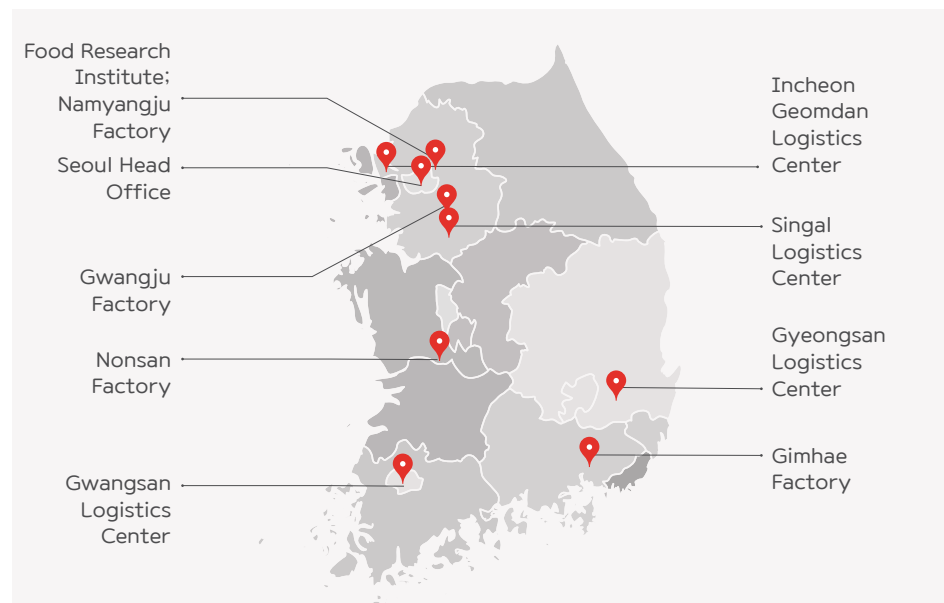 Food Research
Institute;
Namyangju
Factory
Seoul Head
Office
Gwangju
Factory
Nonsan
Factory
Gwangsan
Logistics
Center
Incheon
Geomdan
Logistics
Center
Singal
Logistics
Center
Gyeongsan
Logistics
Center
Gimhae
Factory